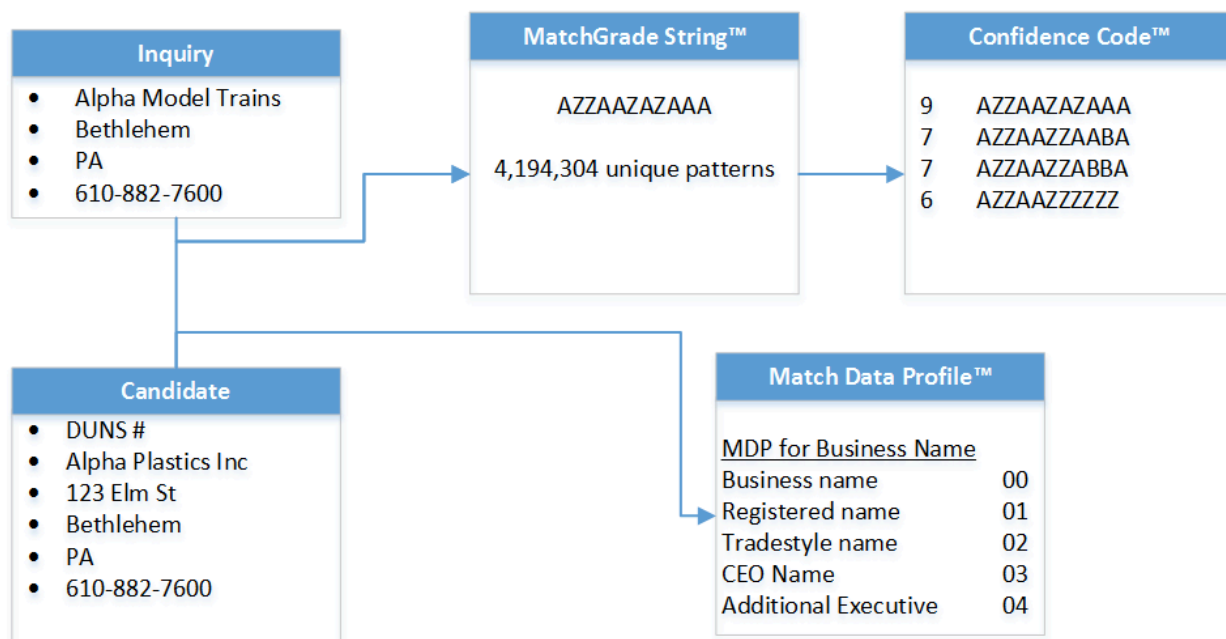 Inquiry
• Alpha Model Trains
• Bethlehem
• PA
• 610-882-7600
MatchGrade String™
AZZAAZAZAAA
4,194,304 unique patterns
Confidence Code™
9 AZZAAZAZAAA
7 AZZAAZZAABA
7 AZZAAZZABBA
6 AZZAAZZZZZZ
Candidate
• DUNS #
• Alpha Plastics Inc
• 123 Elm St
• Bethlehem
• PA
• 610-882-7600
Match Data Profile™
MDP for Business Name
Business name 00
Registered name 01
Tradestyle name 02
CEO Name 03
Additional Executive 04